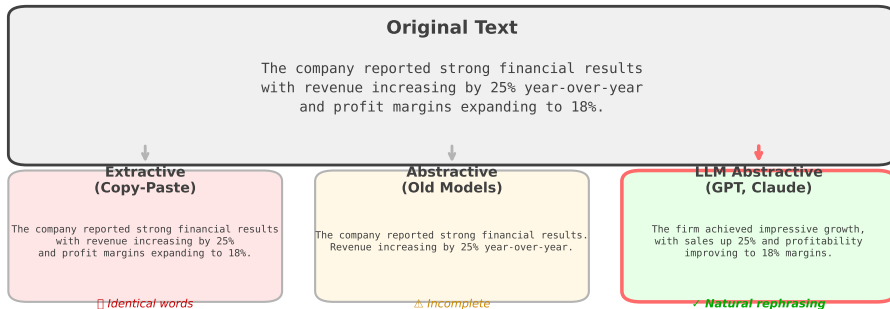 Original Text
The company reported strong financial results
with revenue increasing by 25% year-over-year
and profit margins expanding to 18%.
Extractive
(Copy-Paste)
The company reported strong financial results
with revenue increasing by 25%
and profit margins expanding to 18%.
▯ Identical words
Abstractive
(Old Models)
The company reported strong financial results.
Revenue increasing by 25% year-over-year.
⚠ Incomplete
LLM Abstractive
(GPT, Claude)
The firm achieved impressive growth,
with sales up 25% and profitability
improving to 18% margins.
✓ Natural rephrasing